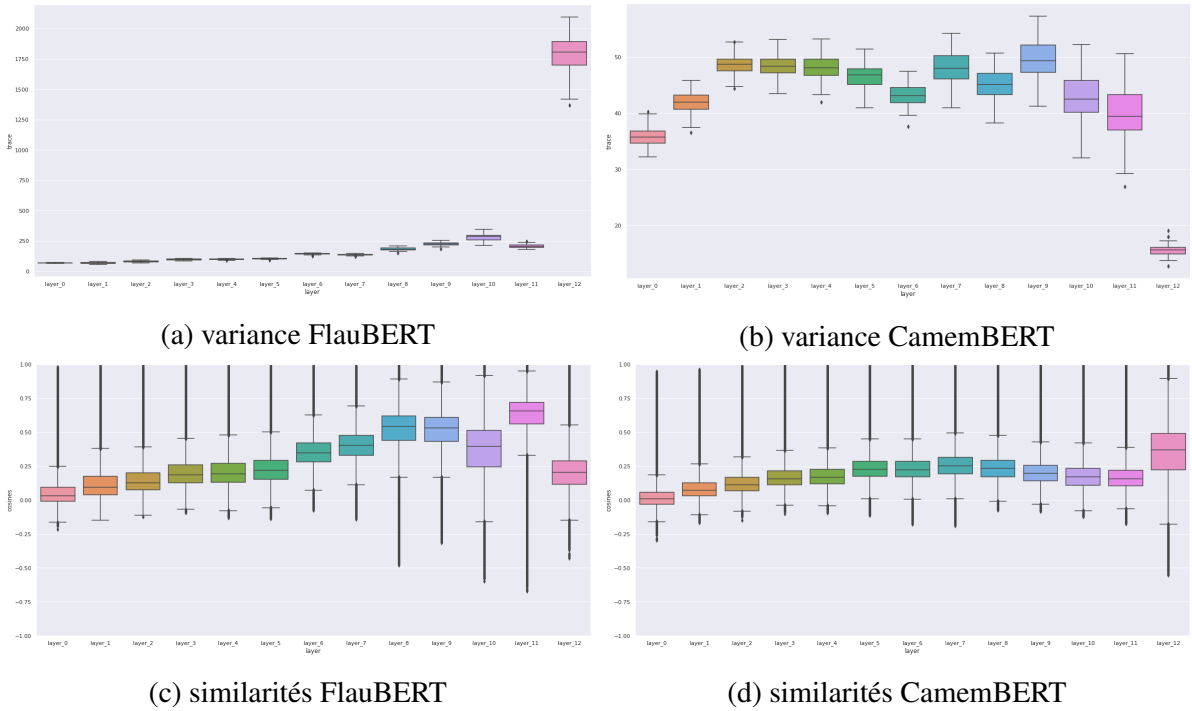 2000
1750
1500
1250
1000
750
500
250
0
trace
layer_0 layer_1 layer_2 layer_3 layer_4 layer_5 layer_6 layer_7 layer_8 layer_9 layer_10 layer_11 layer_12
layer
(a) variance FlauBERT
50
40
30
20
trace
layer_0 layer_1 layer_2 layer_3 layer_4 layer_5 layer_6 layer_7 layer_8 layer_9 layer_10 layer_11 layer_12
layer
(b) variance CamemBERT
1.00
0.75
0.50
0.25
0.00
−0.25
−0.50
−0.75
−1.00
cosines
layer_0 layer_1 layer_2 layer_3 layer_4 layer_5 layer_6 layer_7 layer_8 layer_9 layer_10 layer_11 layer_12
layer
(c) similarités FlauBERT
1.00
0.75
0.50
0.25
0.00
−0.25
−0.50
−0.75
−1.00
cosines
layer_0 layer_1 layer_2 layer_3 layer_4 layer_5 layer_6 layer_7 layer_8 layer_9 layer_10 layer_11 layer_12
layer
(d) similarités CamemBERT